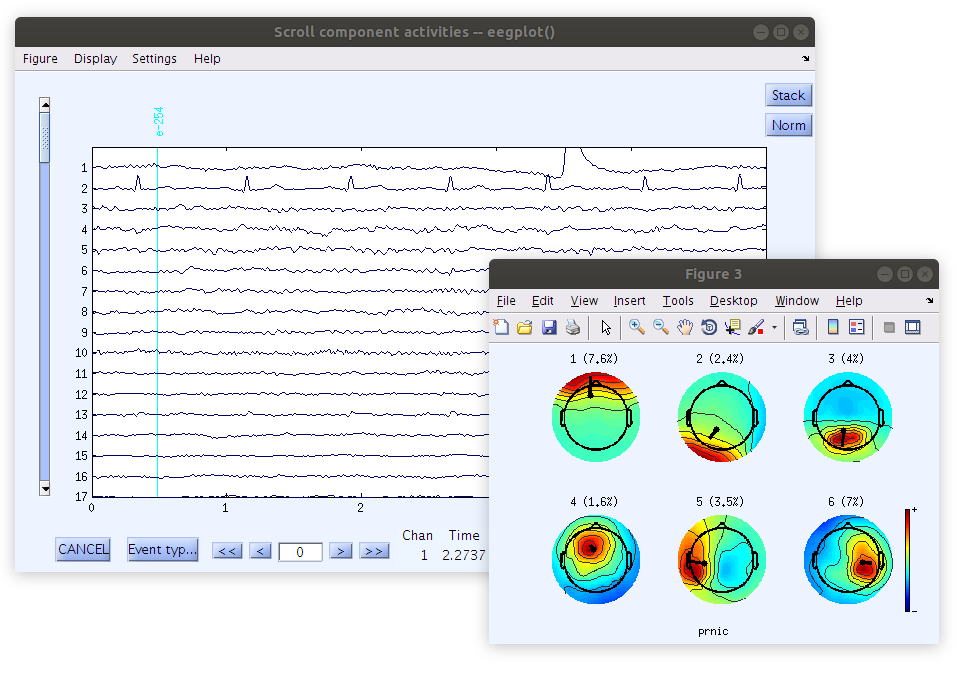 Scroll component activities -- eegplot()
Figure Display Settings Help
Stack
Norm
e-254
1
2
3
4
5
6
7
8
9
10
11
12
13
14
15
16
17
0 1 2
CANCEL Event typ... << < 0 > >>
Chan Time
1 2.2737
Figure 3
File Edit View Insert Tools Desktop Window Help
1 (7.6%) 2 (2.4%) 3 (4%)
4 (1.6%) 5 (3.5%) 6 (7%)
+
-
prnic